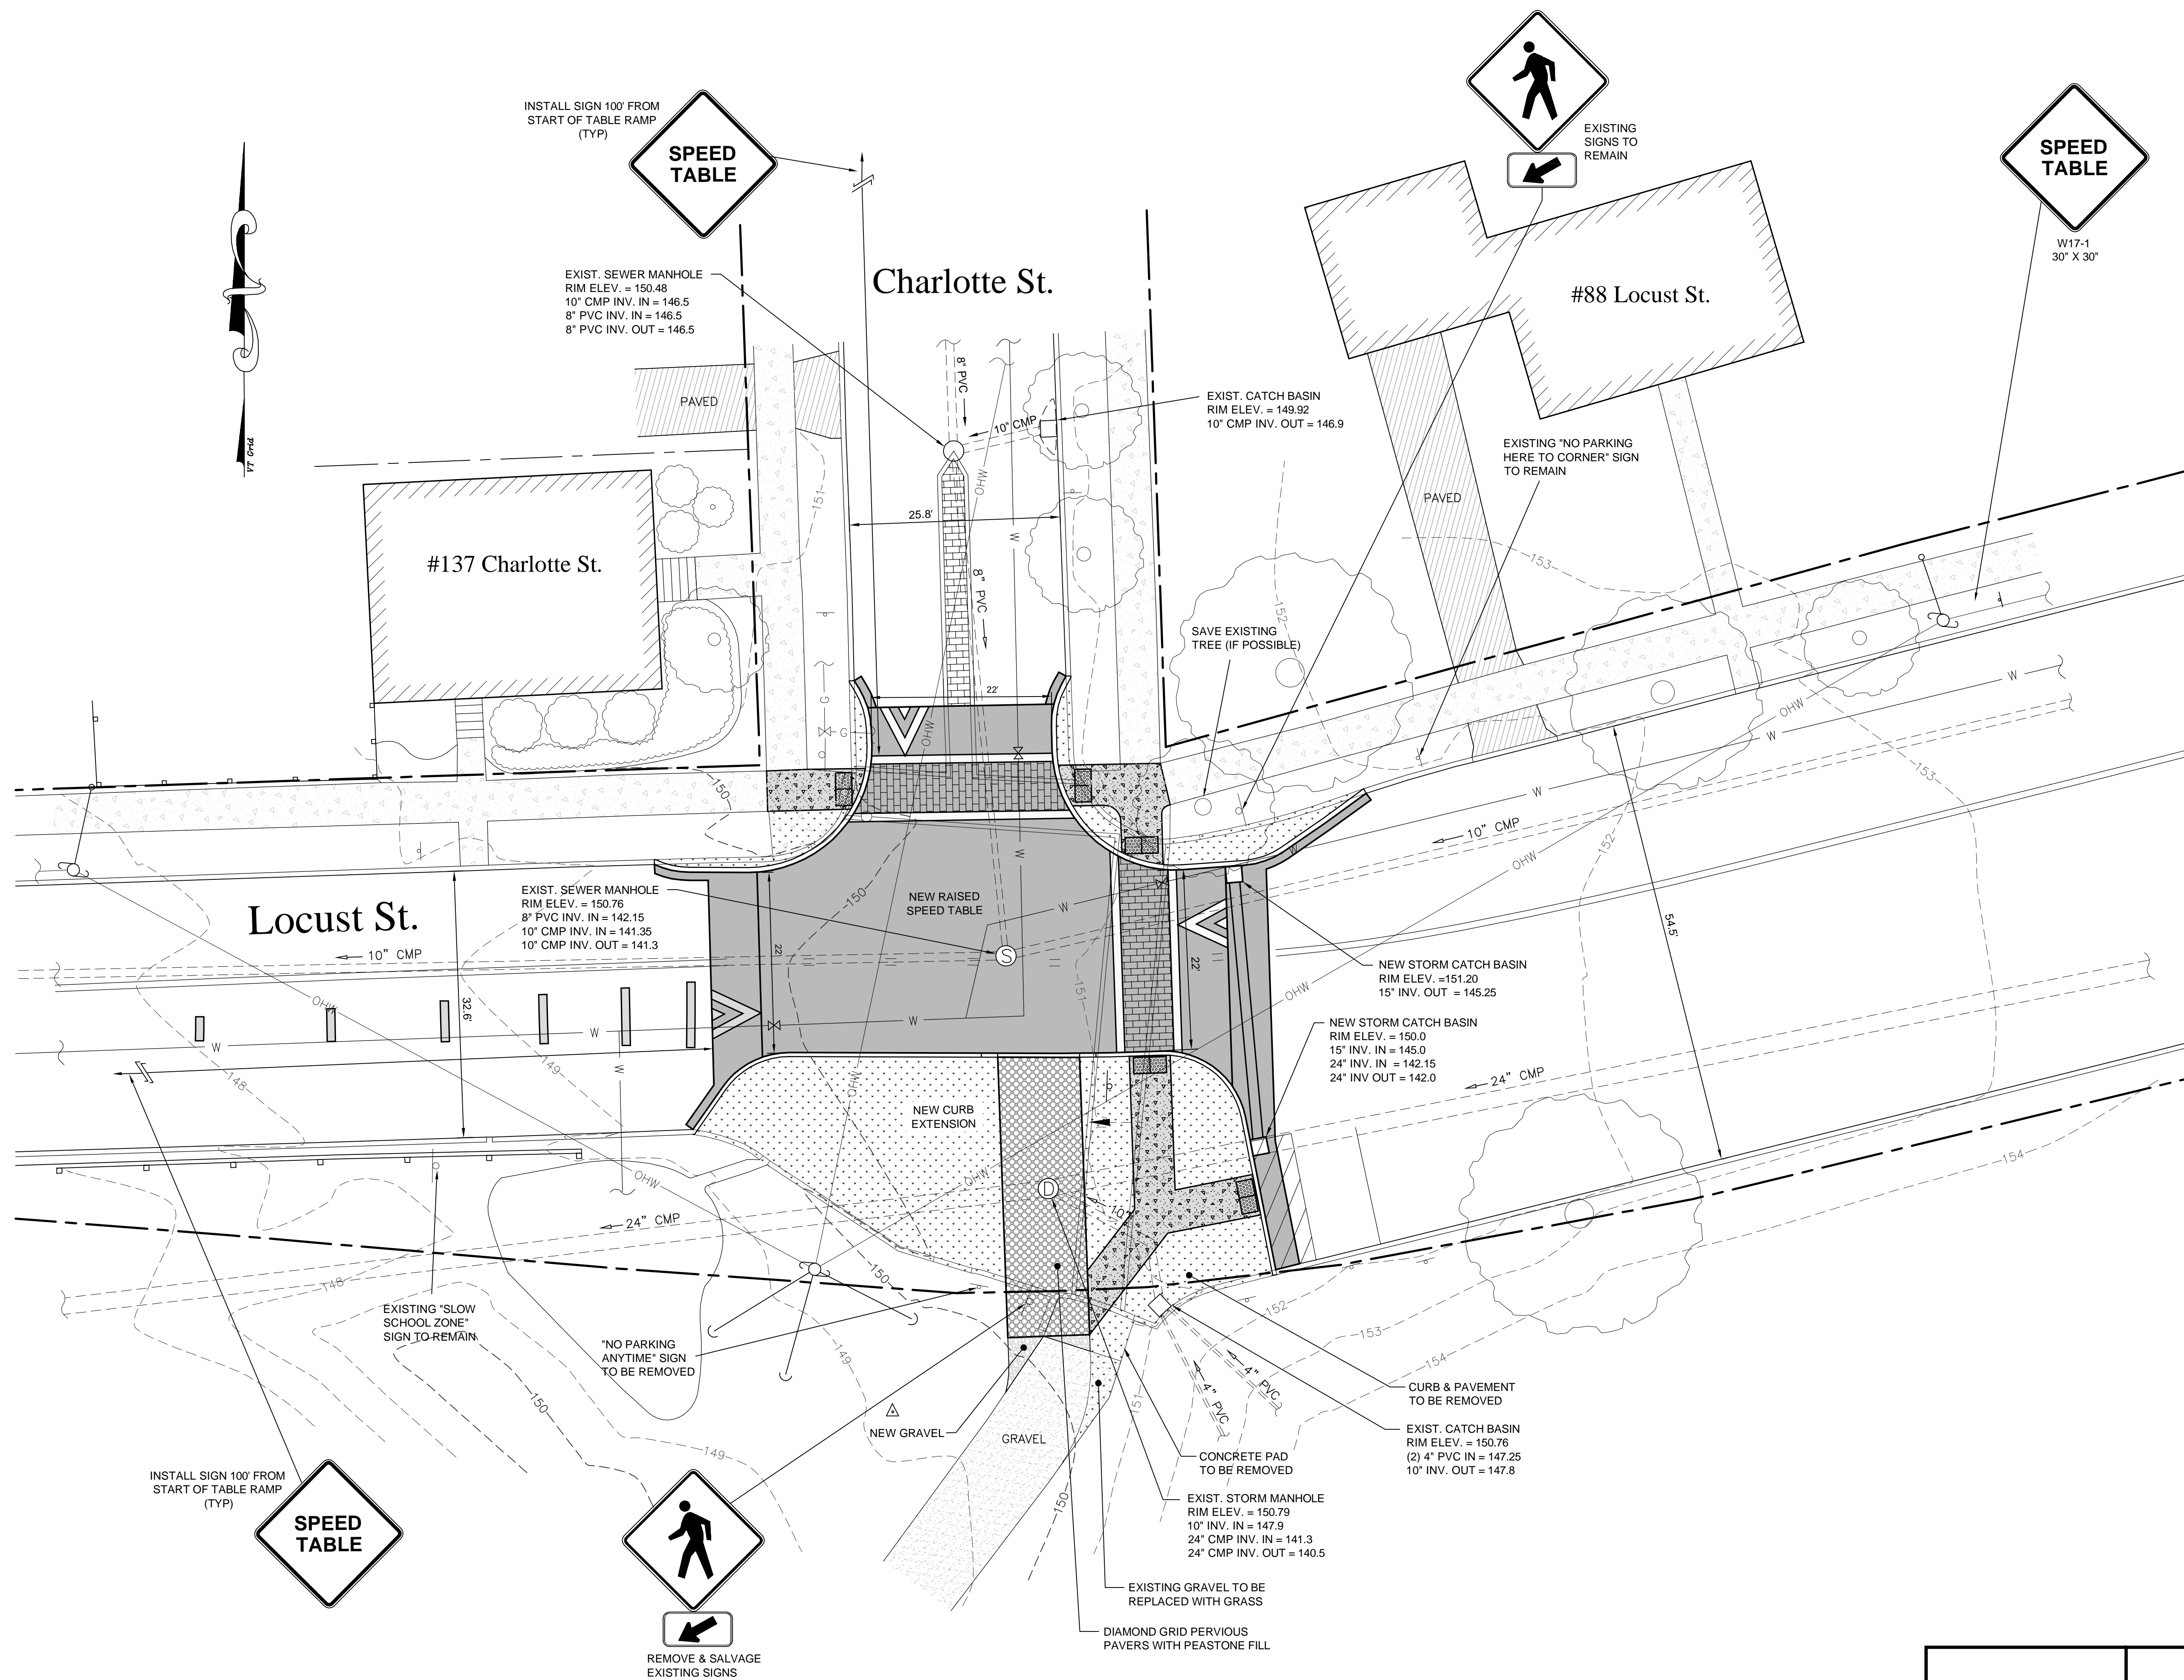 INSTALL SIGN 100' FROM
START OF TABLE RAMP
(TYP)
SPEED
TABLE
EXISTING
SIGNS TO
REMAIN
SPEED
TABLE
W17-1
30" X 30"
VT Grid
EXIST. SEWER MANHOLE
RIM ELEV. = 150.48
10" CMP INV. IN = 146.5
8" PVC INV. IN = 146.5
8" PVC INV. OUT = 146.5
Charlotte St.
#88 Locust St.
8" PVC
10" CMP
PAVED
EXIST. CATCH BASIN
RIM ELEV. = 149.92
10" CMP INV. OUT = 146.9
EXISTING "NO PARKING
HERE TO CORNER" SIGN
TO REMAIN
PAVED
OHW
151
25.8'
W
#137 Charlotte St.
8" PVC
153
152
SAVE EXISTING
TREE (IF POSSIBLE)
G
22'
G
OHW
W
OHW
W
150
153
W
10" CMP
OHW
152
W
W
150
NEW RAISED
SPEED TABLE
W
EXIST. SEWER MANHOLE
RIM ELEV. = 150.76
8" PVC INV. IN = 142.15
10" CMP INV. IN = 141.35
10" CMP INV. OUT = 141.3
Locust St.
10" CMP
S
22'
22'
54.5'
151
NEW STORM CATCH BASIN
RIM ELEV. =151.20
15" INV. OUT = 145.25
OHW
32.6'
OHW
W
W
W
NEW STORM CATCH BASIN
RIM ELEV. = 150.0
15" INV. IN = 145.0
24" INV. IN = 142.15
24" INV OUT = 142.0
148
149
W
OHW
24" CMP
NEW CURB
EXTENSION
OHW
OHW
D
10"
154
24" CMP
148
150
EXISTING "SLOW
SCHOOL ZONE"
SIGN TO REMAIN
152
153
154
"NO PARKING
ANYTIME" SIGN
TO BE REMOVED
149
4" PVC
4" PVC
151
150
CURB & PAVEMENT
TO BE REMOVED
NEW GRAVEL
GRAVEL
149
EXIST. CATCH BASIN
RIM ELEV. = 150.76
(2) 4" PVC IN = 147.25
10" INV. OUT = 147.8
CONCRETE PAD
TO BE REMOVED
INSTALL SIGN 100' FROM
START OF TABLE RAMP
(TYP)
SPEED
TABLE
150
EXIST. STORM MANHOLE
RIM ELEV. = 150.79
10" INV. IN = 147.9
24" CMP INV. IN = 141.3
24" CMP INV. OUT = 140.5
EXISTING GRAVEL TO BE
REPLACED WITH GRASS
DIAMOND GRID PERVIOUS
PAVERS WITH PEASTONE FILL
REMOVE & SALVAGE
EXISTING SIGNS